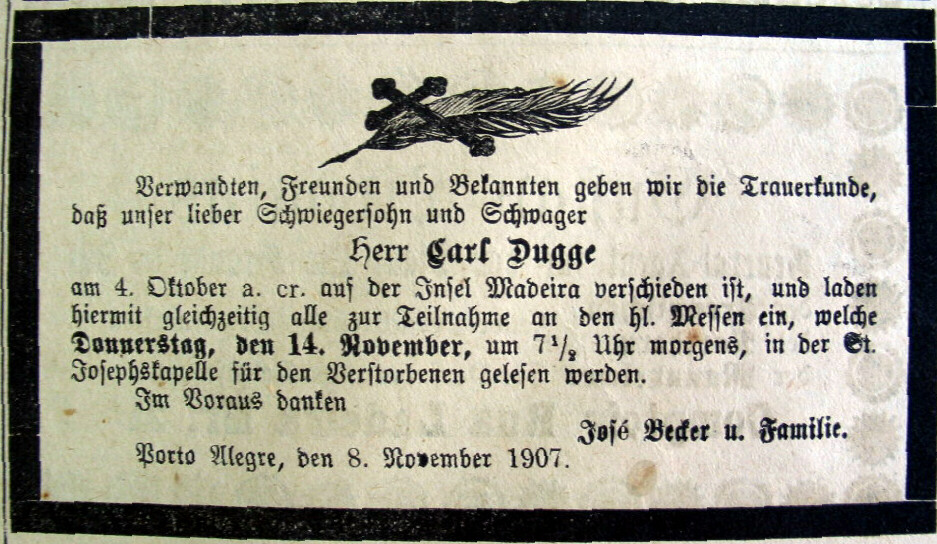 Verwandten, Freunden und Bekannten geben wir die Trauerkunde,
daß unser lieber Schwiegersohn und Schwager
Herr Carl Dugge
am 4. Oktober a. cr. auf der Insel Madeira verschieden ist, und laden
hiermit gleichzeitig alle zur Teilnahme an den hl. Messen ein, welche
Donnerstag, den 14. November, um 7 1/2 Uhr morgens, in der St.
Josephskapelle für den Verstorbenen gelesen werden.
Im Voraus danken
José Becker u. Familie.
Porto Alegre, den 8. November 1907.